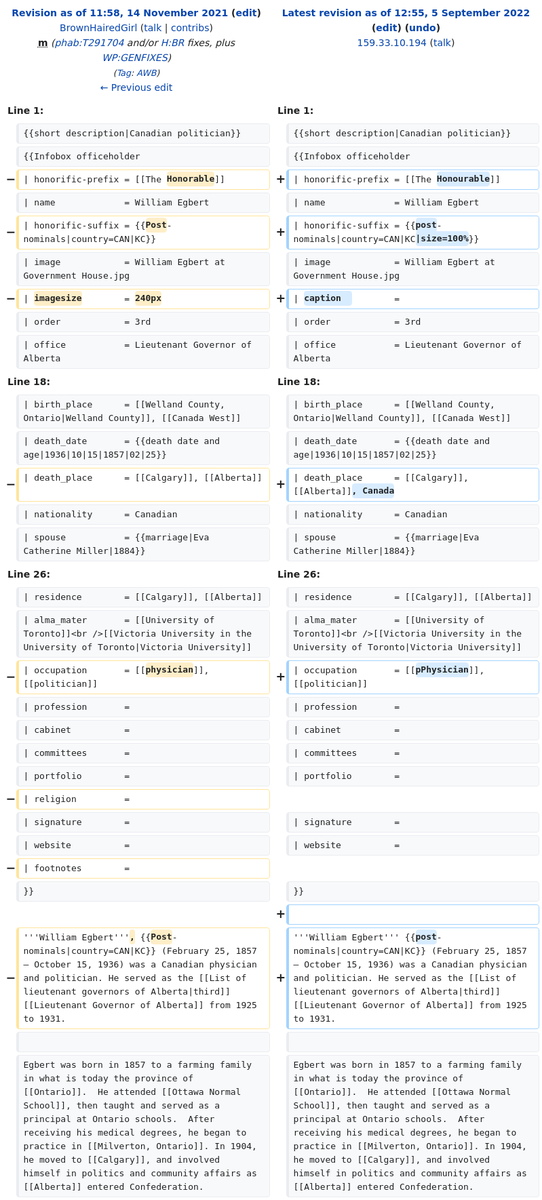 Revision as of 11:58, 14 November 2021 (edit)
BrownHairedGirl (talk | contribs)
m (phab:T291704 and/or H:BR fixes, plus
WP:GENFIXES)
(Tag: AWB)
← Previous edit
Latest revision as of 12:55, 5 September 2022
(edit) (undo)
159.33.10.194 (talk)
Line 1:
Line 1:
{{short description|Canadian politician}}
{{short description|Canadian politician}}
{{Infobox officeholder
{{Infobox officeholder
− | honorific-prefix = [[The Honorable]]
+ | honorific-prefix = [[The Honourable]]
| name = William Egbert
| name = William Egbert
− | honorific-suffix = {{Post-
nominals|country=CAN|KC}}
+ | honorific-suffix = {{post-
nominals|country=CAN|KC|size=100%}}
| image = William Egbert at
Government House.jpg
| image = William Egbert at
Government House.jpg
− | imagesize = 240px
+ | caption =
| order = 3rd
| order = 3rd
| office = Lieutenant Governor of
Alberta
| office = Lieutenant Governor of
Alberta
Line 18:
Line 18:
| birth_place = [[Welland County,
Ontario|Welland County]], [[Canada West]]
| birth_place = [[Welland County,
Ontario|Welland County]], [[Canada West]]
| death_date = {{death date and
age|1936|10|15|1857|02|25}}
| death_date = {{death date and
age|1936|10|15|1857|02|25}}
− | death_place = [[Calgary]], [[Alberta]]
+ | death_place = [[Calgary]],
[[Alberta]], Canada
| nationality = Canadian
| nationality = Canadian
| spouse = {{marriage|Eva
Catherine Miller|1884}}
| spouse = {{marriage|Eva
Catherine Miller|1884}}
Line 26:
Line 26:
| residence = [[Calgary]], [[Alberta]]
| residence = [[Calgary]], [[Alberta]]
| alma_mater = [[University of
Toronto]]<br />[[Victoria University in the
University of Toronto|Victoria University]]
| alma_mater = [[University of
Toronto]]<br />[[Victoria University in the
University of Toronto|Victoria University]]
− | occupation = [[physician]],
[[politician]]
+ | occupation = [[pPhysician]],
[[politician]]
| profession =
| profession =
| cabinet =
| cabinet =
| committees =
| committees =
| portfolio =
| portfolio =
− | religion =
| signature =
| signature =
| website =
| website =
− | footnotes =
}}
}}
+
− '''William Egbert''', {{Post-
nominals|country=CAN|KC}} (February 25, 1857
– October 15, 1936) was a Canadian physician
and politician. He served as the [[List of
lieutenant governors of Alberta|third]]
[[Lieutenant Governor of Alberta]] from 1925
to 1931.
+ '''William Egbert''' {{post-
nominals|country=CAN|KC}} (February 25, 1857
– October 15, 1936) was a Canadian physician
and politician. He served as the [[List of
lieutenant governors of Alberta|third]]
[[Lieutenant Governor of Alberta]] from 1925
to 1931.
Egbert was born in 1857 to a farming family
in what is today the province of
[[Ontario]]. He attended [[Ottawa Normal
School]], then taught and served as a
principal at Ontario schools. After
receiving his medical degrees, he began to
practice in [[Milverton, Ontario]]. In 1904,
he moved to [[Calgary]], and involved
himself in politics and community affairs as
[[Alberta]] entered Confederation.
Egbert was born in 1857 to a farming family
in what is today the province of
[[Ontario]]. He attended [[Ottawa Normal
School]], then taught and served as a
principal at Ontario schools. After
receiving his medical degrees, he began to
practice in [[Milverton, Ontario]]. In 1904,
he moved to [[Calgary]], and involved
himself in politics and community affairs as
[[Alberta]] entered Confederation.